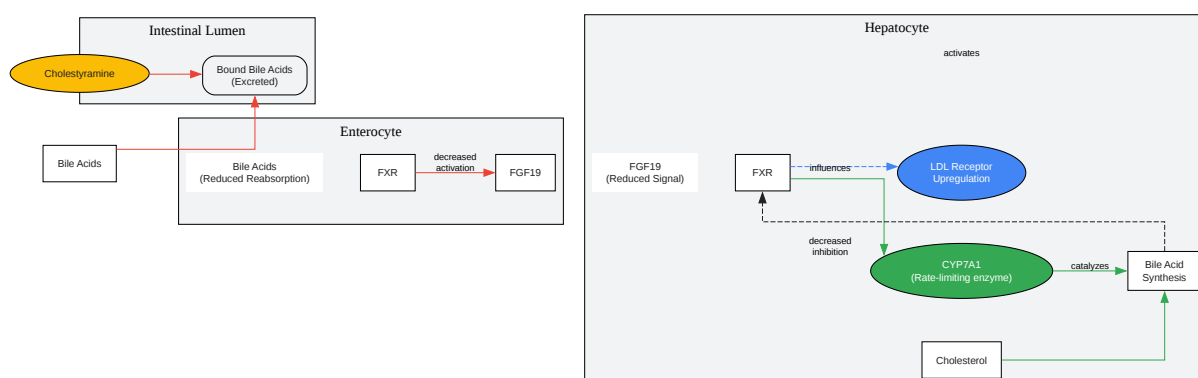 Intestinal Lumen
Cholestyramine
Bound Bile Acids
(Excreted)
Bile Acids
Enterocyte
Bile Acids
(Reduced Reabsorption)
FXR
decreased
activation
FGF19
Hepatocyte
activates
FGF19
(Reduced Signal)
FXR
influences
LDL Receptor
Upregulation
decreased
inhibition
CYP7A1
(Rate-limiting enzyme)
catalyzes
Bile Acid
Synthesis
Cholesterol